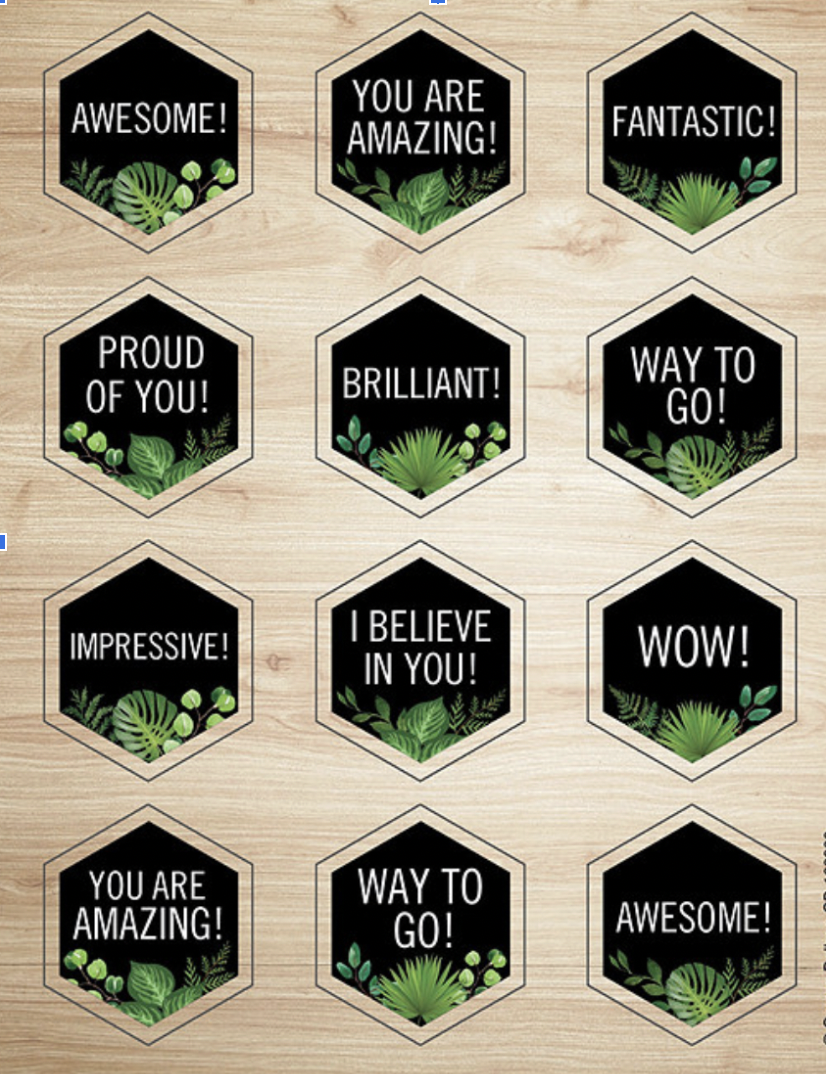 AWESOME!
YOU ARE
AMAZING!
FANTASTIC!
PROUD
OF YOU!
BRILLIANT!
WAY TO
GO!
IMPRESSIVE!
I BELIEVE
IN YOU!
WOW!
YOU ARE
AMAZING!
WAY TO
GO!
AWESOME!